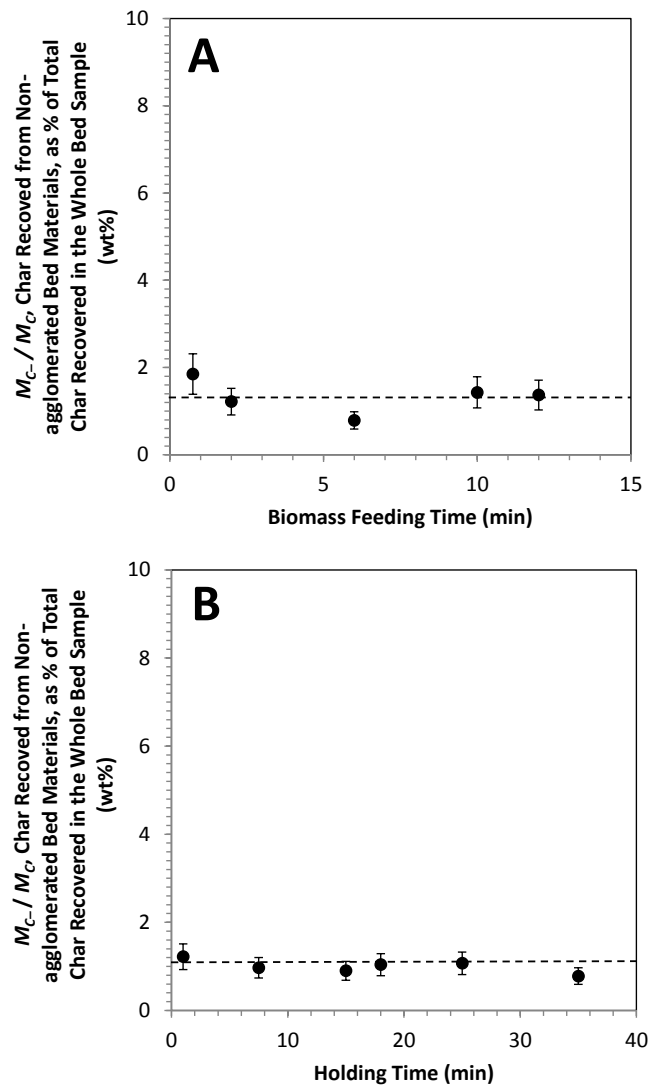 A
M_C− / M_C, Char Recoved from Non-
agglomerated Bed Materials, as % of Total
Char Recovered in the Whole Bed Sample
(wt%)
10
8
6
4
2
0
0 5 10 15
Biomass Feeding Time (min)
B
M_C− / M_C, Char Recoved from Non-
agglomerated Bed Materials, as % of Total
Char Recovered in the Whole Bed Sample
(wt%)
10
8
6
4
2
0
0 10 20 30 40
Holding Time (min)